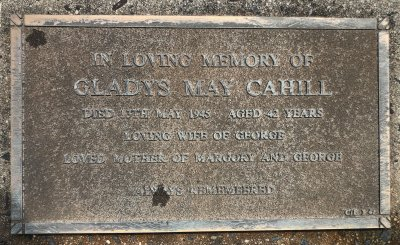 IN LOVING MEMORY OF
GLADYS MAY CAHILL
DIED 19TH MAY 1945 AGED 42 YEARS
LOVING WIFE OF GEORGE
LOVED MOTHER OF MARGORY AND GEORGE
ALWAYS REMEMBERED